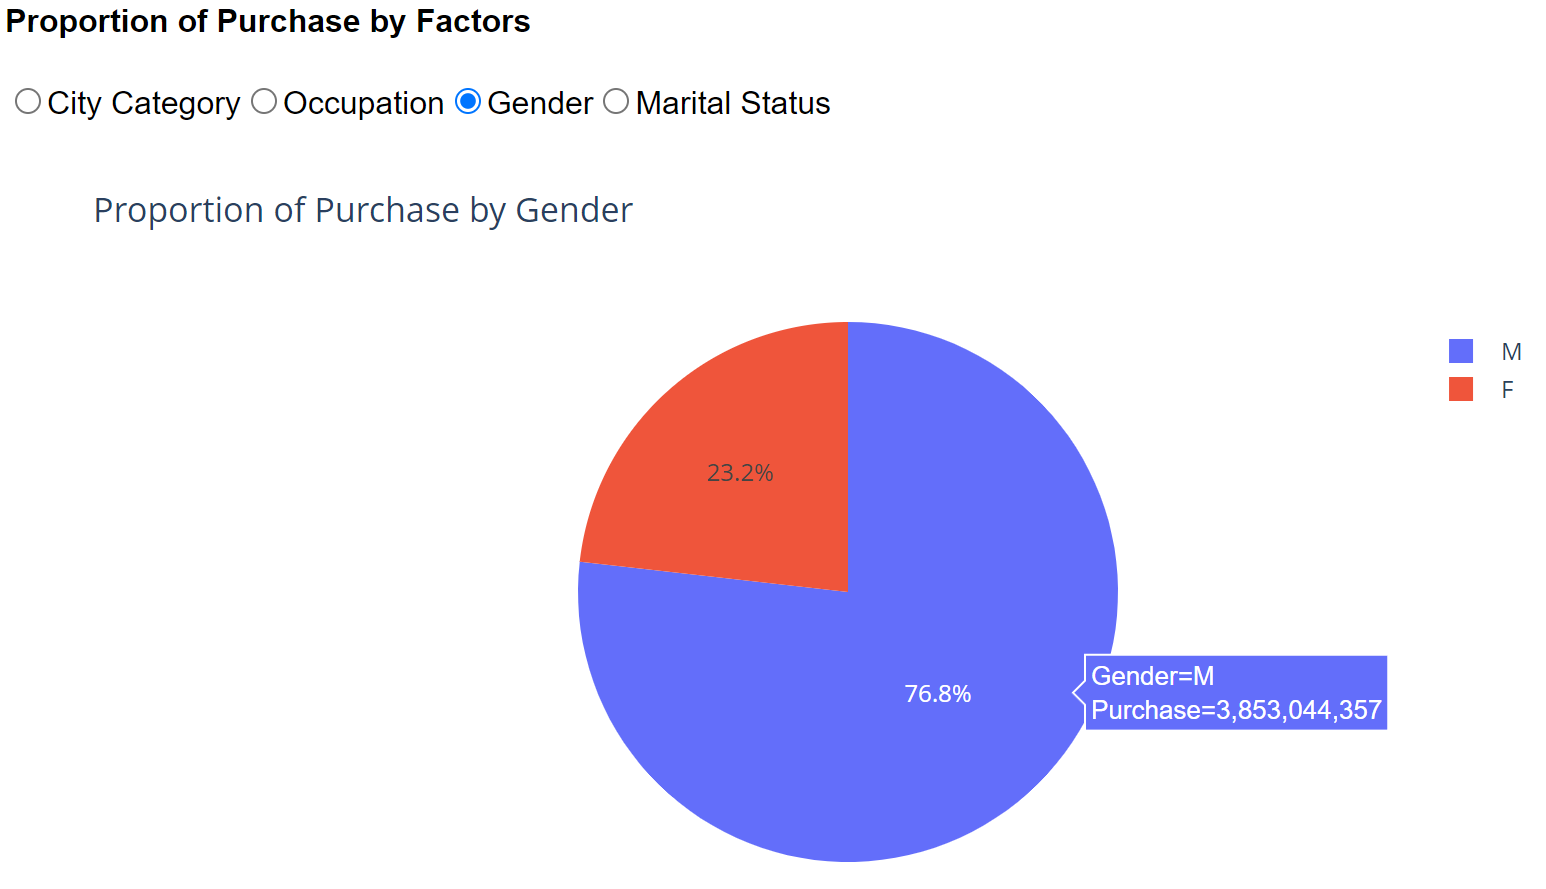 Proportion of Purchase by Factors
City Category Occupation Gender Marital Status
Proportion of Purchase by Gender
M
F
23.2%
76.8%
Gender=M
Purchase=3,853,044,357